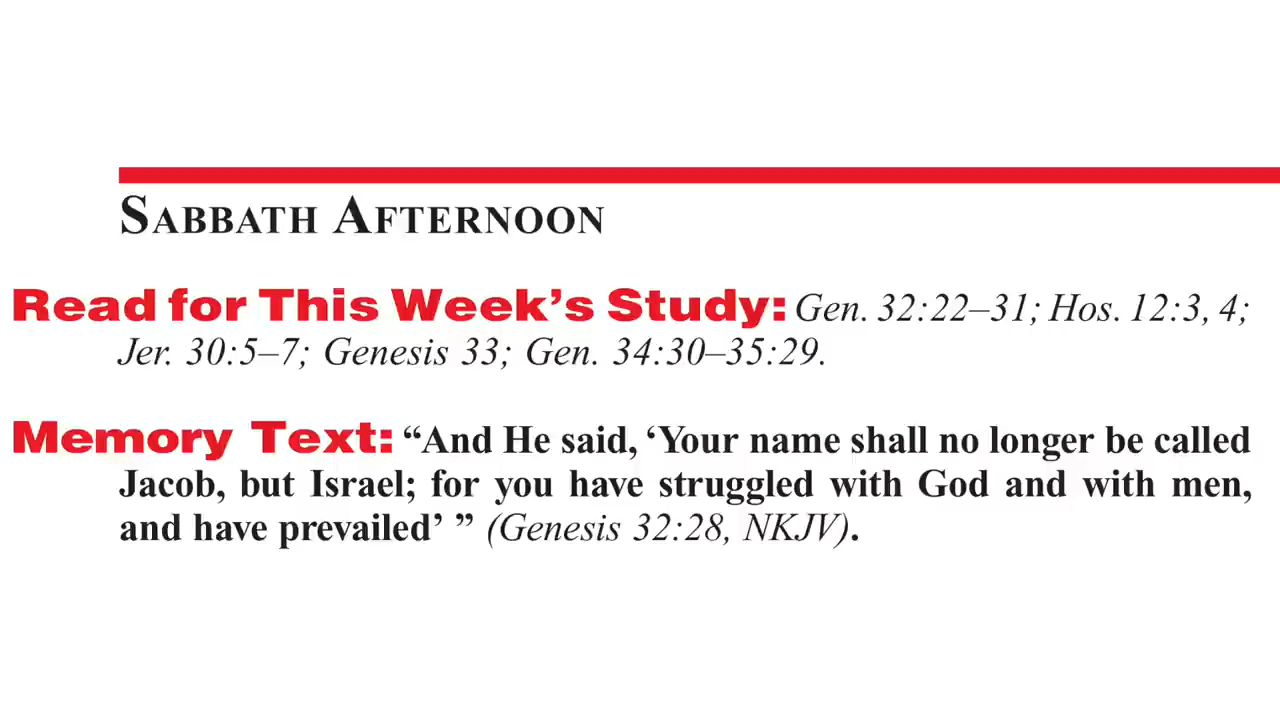 SABBATH AFTERNOON
Read for This Week’s Study: Gen. 32:22–31; Hos. 12:3, 4;
Jer. 30:5–7; Genesis 33; Gen. 34:30–35:29.
Memory Text: “And He said, ‘Your name shall no longer be called
Jacob, but Israel; for you have struggled with God and with men,
and have prevailed’ ” (Genesis 32:28, NKJV).